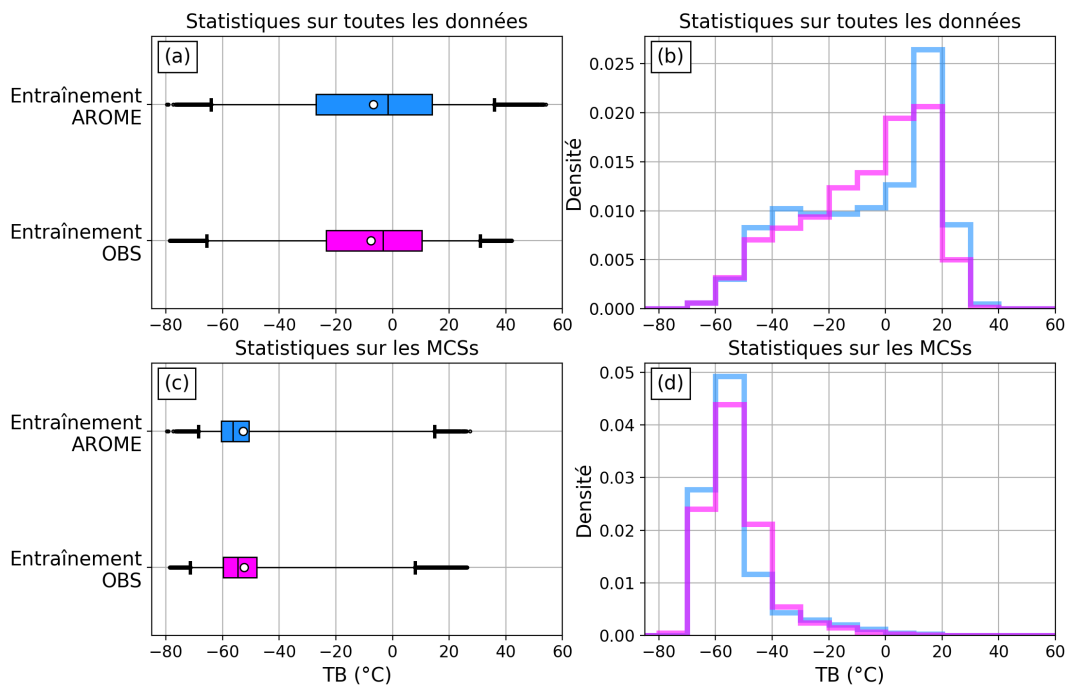 Statistiques sur toutes les données
(a)
Entraînement
AROME
Entraînement
OBS
−80 −60 −40 −20 0 20 40 60
Statistiques sur toutes les données
(b)
Densité
0.025
0.020
0.015
0.010
0.005
0.000
−80 −60 −40 −20 0 20 40 60
Statistiques sur les MCSs
(c)
Entraînement
AROME
Entraînement
OBS
−80 −60 −40 −20 0 20 40 60
TB (°C)
Statistiques sur les MCSs
(d)
Densité
0.05
0.04
0.03
0.02
0.01
0.00
−80 −60 −40 −20 0 20 40 60
TB (°C)